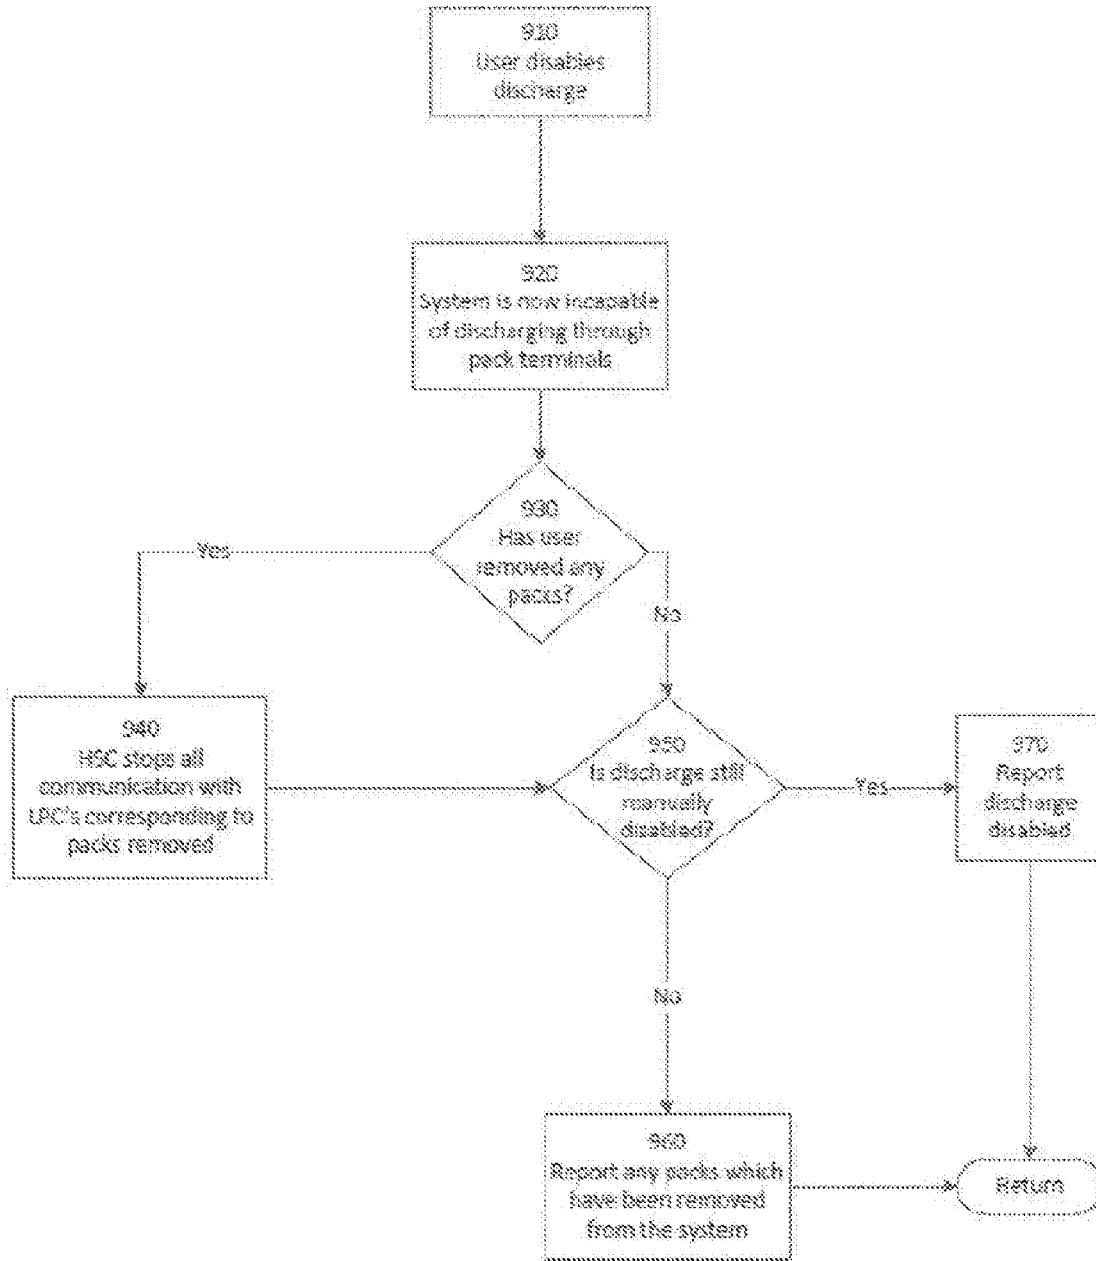 910
User disables
discharge
920
System is now incapable
of discharging through
pack terminals
930
Has user
removed any
packs?
Yes
No
940
HSC stops all
communication with
LPC's corresponding to
packs removed
950
Is discharge still
manually
disabled?
Yes
970
Report
discharge
disabled
No
960
Report any packs which
have been removed
from the system
Return